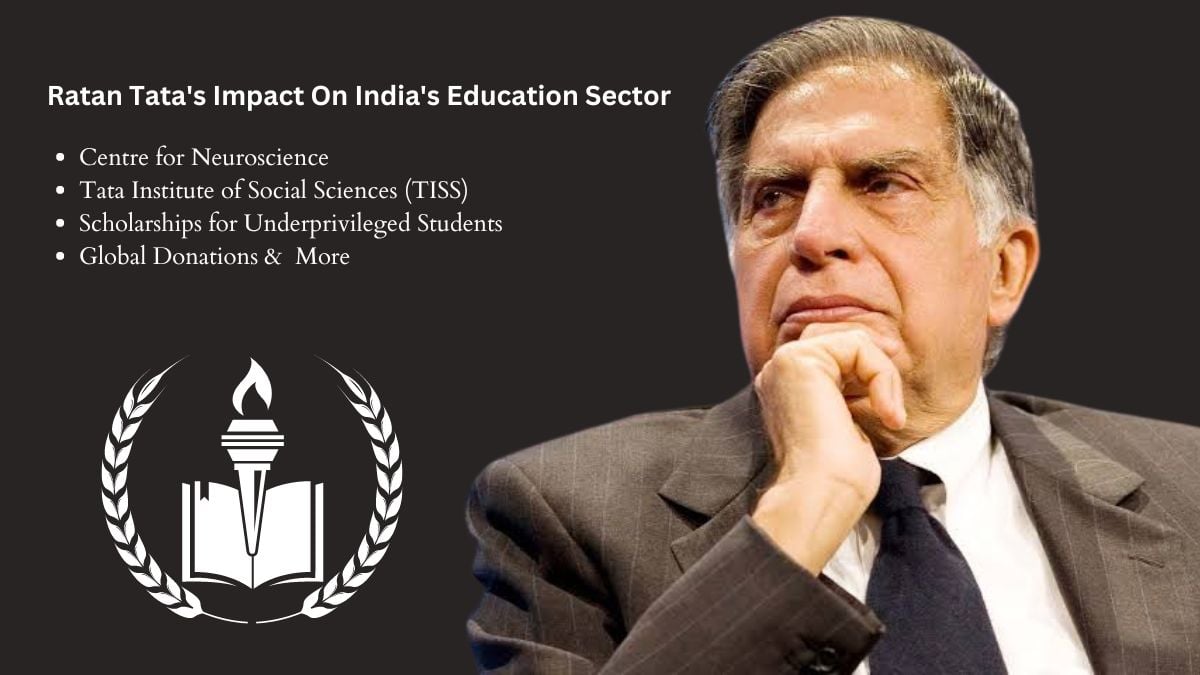 Ratan Tata's Impact On India's Education Sector
• Centre for Neuroscience
• Tata Institute of Social Sciences (TISS)
• Scholarships for Underprivileged Students
• Global Donations &  More